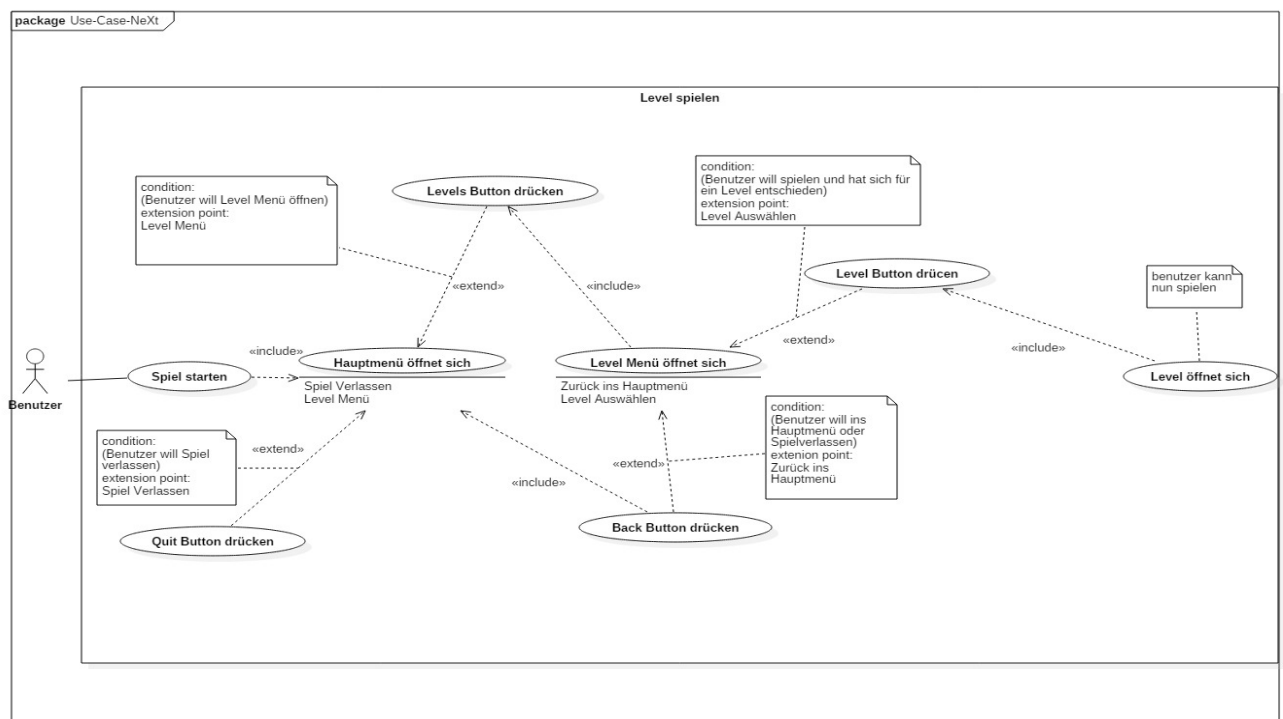 package Use-Case-NeXt
Level spielen
condition:
(Benutzer will Level Menü öffnen)
extension point:
Level Menü
Levels Button drücken
condition:
(Benutzer will spielen und hat sich für
ein Level entschieden)
extension point:
Level Auswählen
Level Button drücen
benutzer kann
nun spielen
«extend»
«include»
«extend»
«include»
Benutzer
Spiel starten
«include»
Hauptmenü öffnet sich
Spiel Verlassen
Level Menü
Level Menü öffnet sich
Zurück ins Hauptmenü
Level Auswählen
Level öffnet sich
condition:
(Benutzer will Spiel
verlassen)
extension point:
Spiel Verlassen
«extend»
«include»
«extend»
condition:
(Benutzer will ins
Hauptmenü oder
Spielverlassen)
extenion point:
Zurück ins
Hauptmenü
Quit Button drücken
Back Button drücken